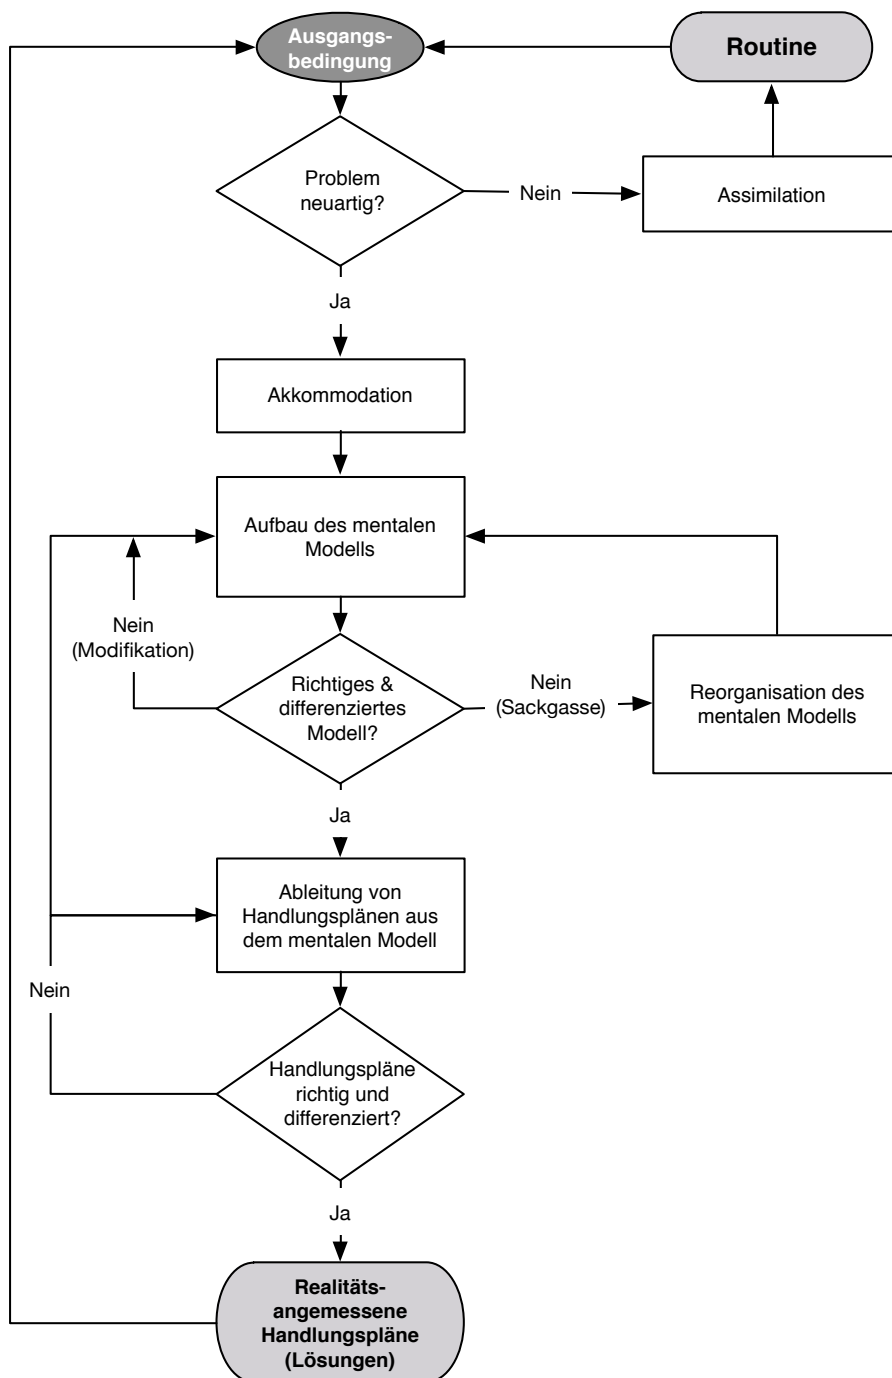 Ausgangs-
bedingung
Routine
Problem
neuartig?
Nein
Assimilation
Ja
Akkommodation
Aufbau des mentalen
Modells
Nein
(Modifikation)
Richtiges &
differenziertes
Modell?
Nein
(Sackgasse)
Reorganisation des
mentalen Modells
Ja
Ableitung von
Handlungsplänen aus
dem mentalen Modell
Nein
Handlungspläne
richtig und
differenziert?
Ja
Realitäts-
angemessene
Handlungspläne
(Lösungen)